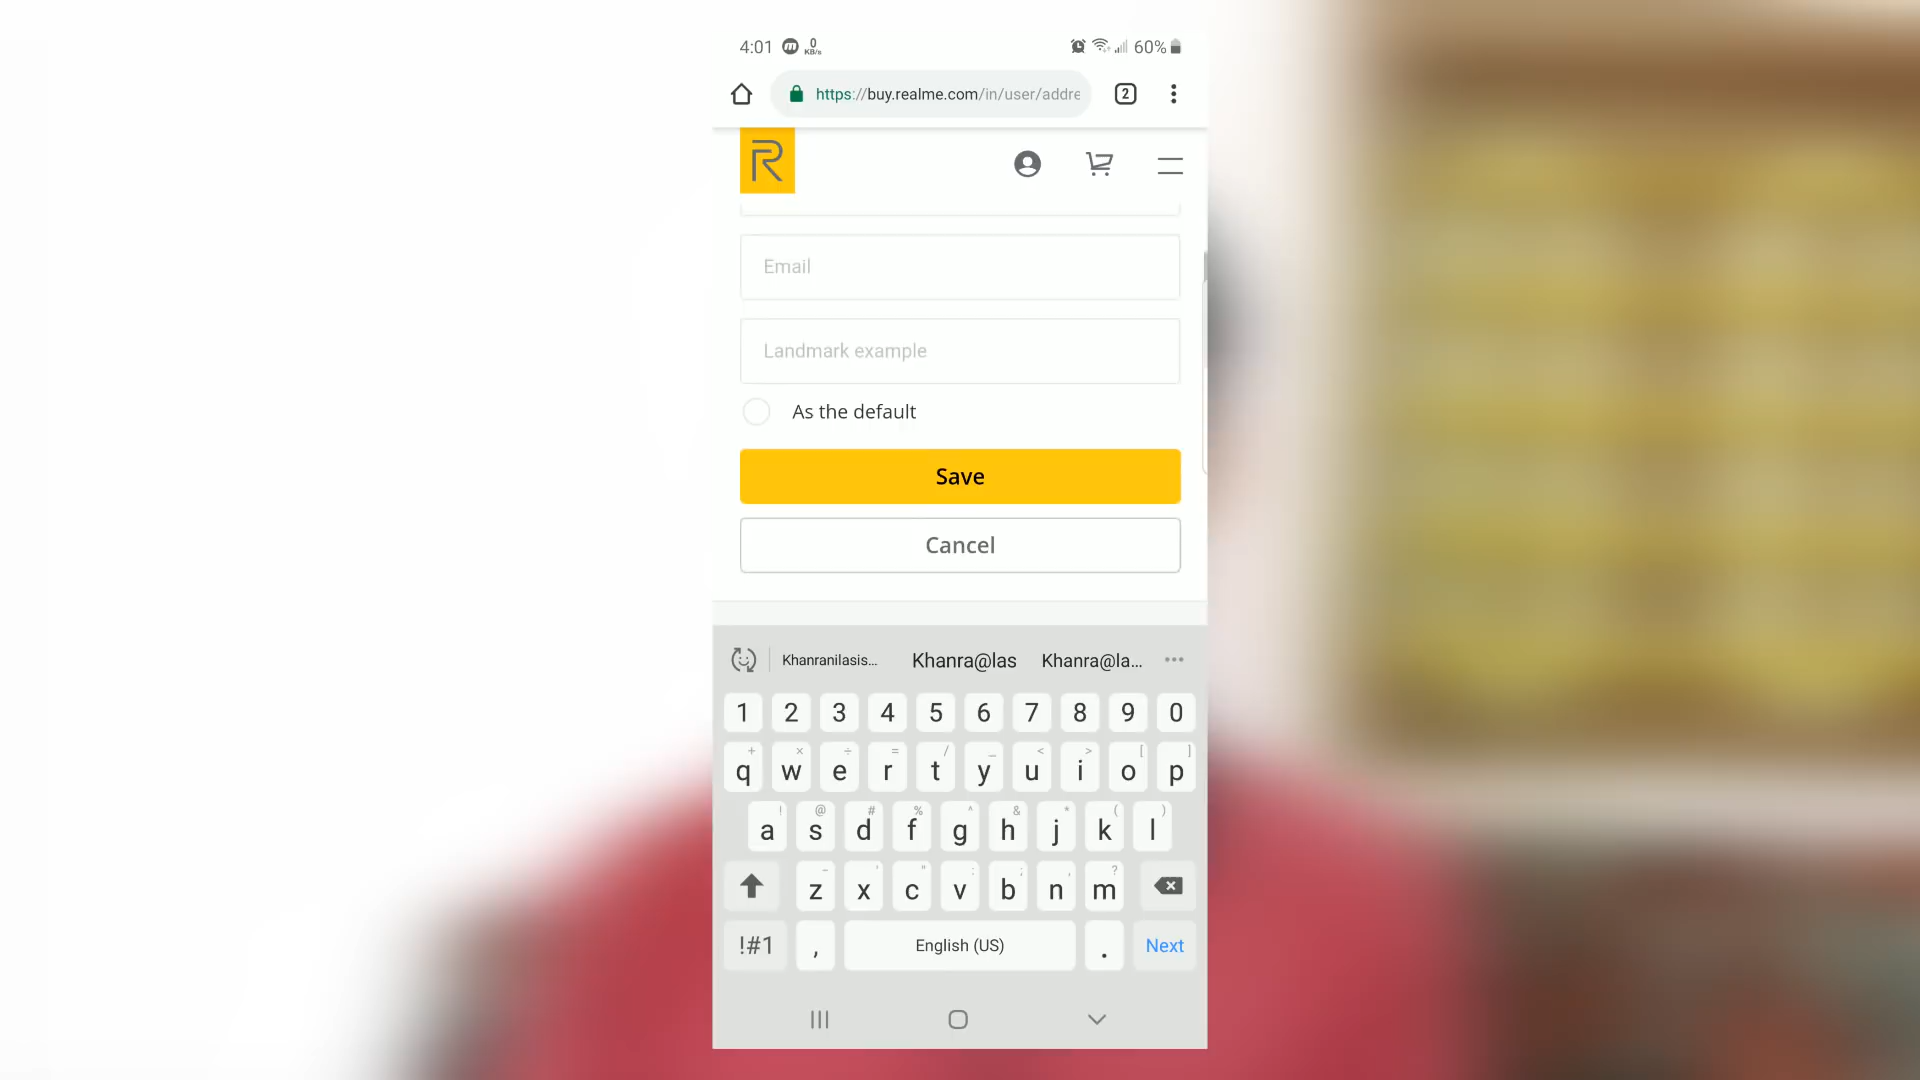 4:01 0 KB/s 60%
https://buy.realme.com/in/user/addre 2
R
Email
Landmark example
As the default
Save
Cancel
Khanranilasis... Khanra@las Khanra@la... ...
1 2 3 4 5 6 7 8 9 0
+ × ÷ = / _ < > [ ]
q w e r t y u i o p
! @ # % ^ & * ( )
a s d f g h j k l
- ' " : ; , ?
z x c v b n m
!#1 , English (US) . Next